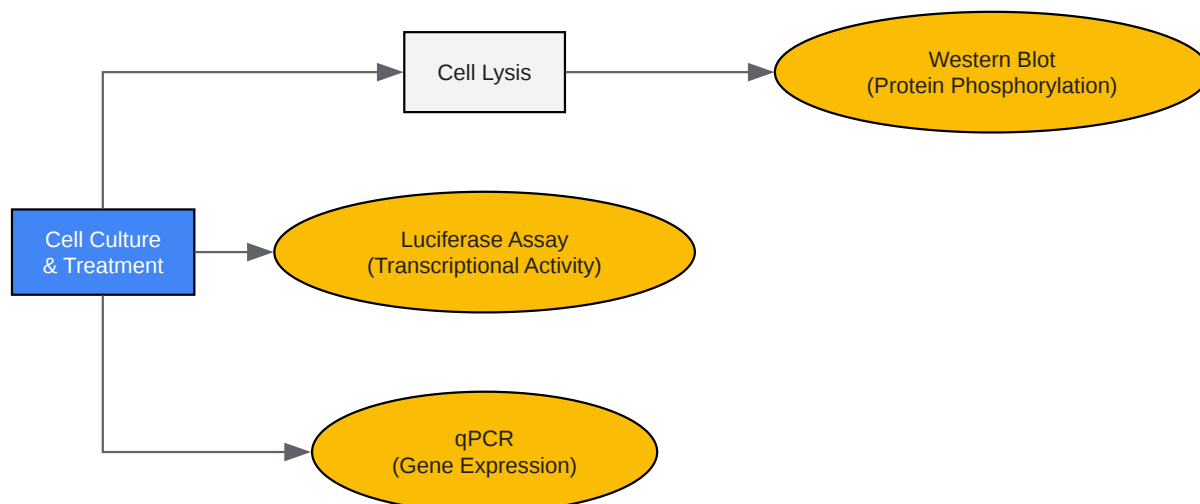 Cell Lysis
Western Blot
(Protein Phosphorylation)
Cell Culture
& Treatment
Luciferase Assay
(Transcriptional Activity)
qPCR
(Gene Expression)